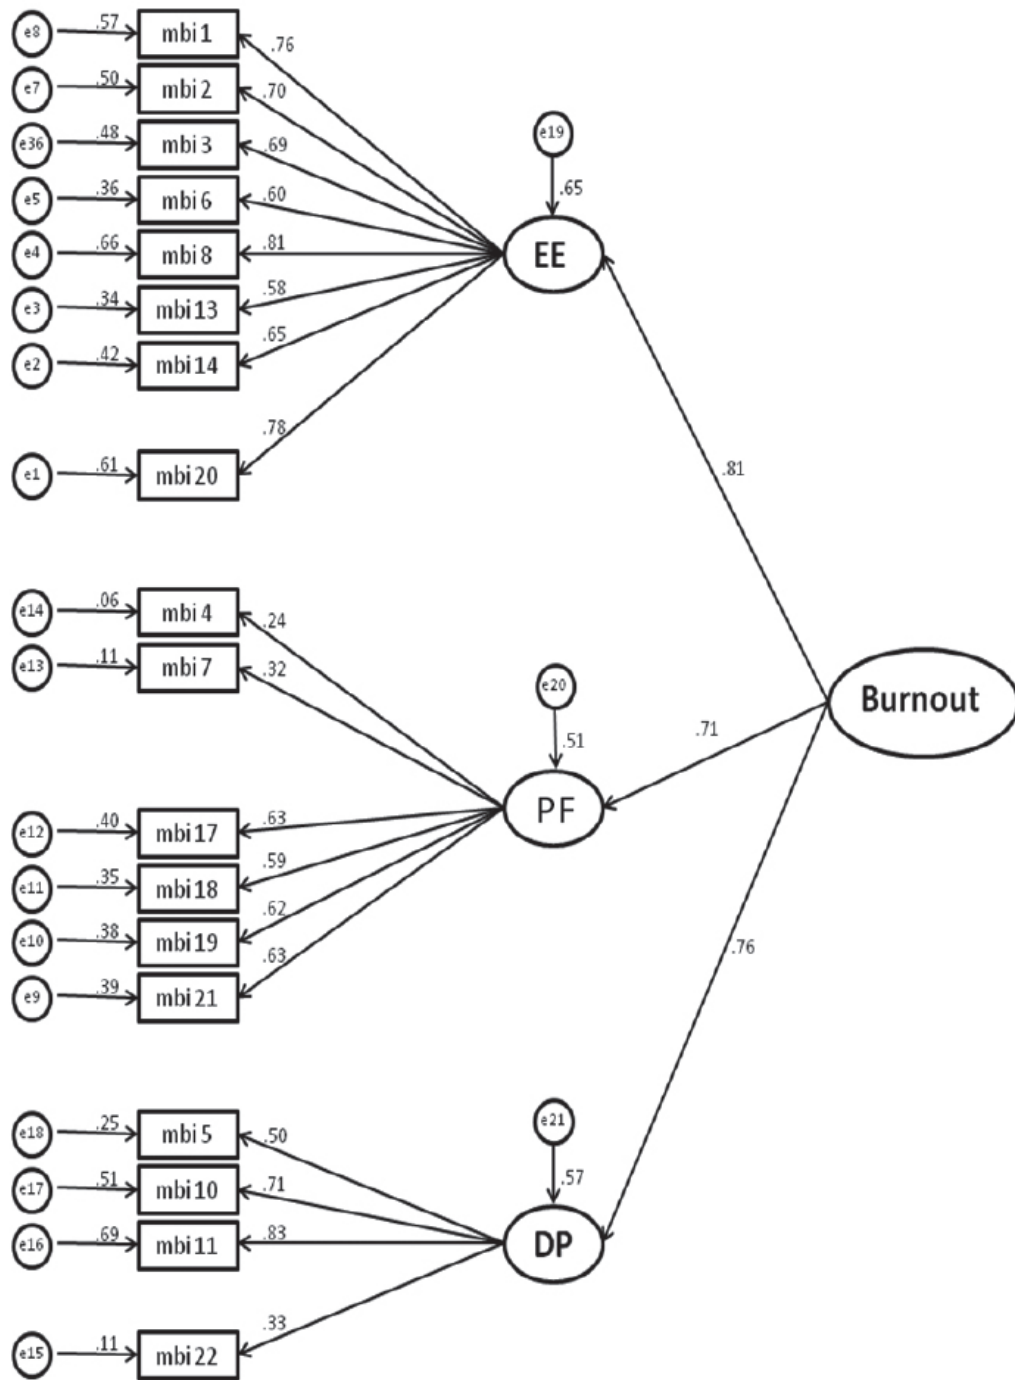 e8 .57 mbi 1 .76
e7 .50 mbi 2 .70
e36 .48 mbi 3 .69
e5 .36 mbi 6 .60
e4 .66 mbi 8 .81
e3 .34 mbi 13 .58
e2 .42 mbi 14 .65
e1 .61 mbi 20 .78
e19
.65
EE
.81
e14 .06 mbi 4 .24
e13 .11 mbi 7 .32
e12 .40 mbi 17 .63
e11 .35 mbi 18 .59
e10 .38 mbi 19 .62
e9 .39 mbi 21 .63
e20
.51
PF
.71
Burnout
.76
e18 .25 mbi 5 .50
e17 .51 mbi 10 .71
e16 .69 mbi 11 .83
e15 .11 mbi 22 .33
e21
.57
DP